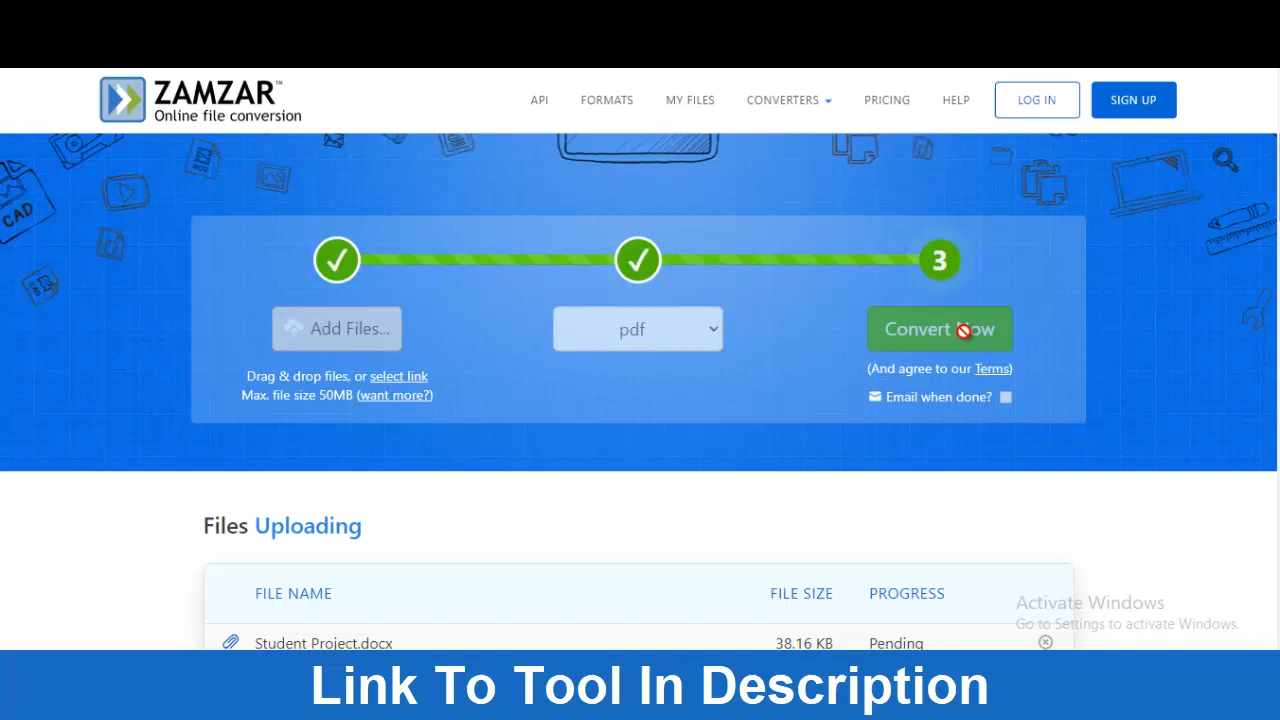 ZAMZAR™
Online file conversion
API FORMATS MY FILES CONVERTERS PRICING HELP LOG IN SIGN UP
CAD
3
Add Files... pdf Convert Now
Drag & drop files, or select link
Max. file size 50MB (want more?)
(And agree to our Terms)
Email when done?
Files Uploading
FILE NAME FILE SIZE PROGRESS
Student Project.docx 38.16 KB Pending
Activate Windows
Go to Settings to activate Windows.
Link To Tool In Description